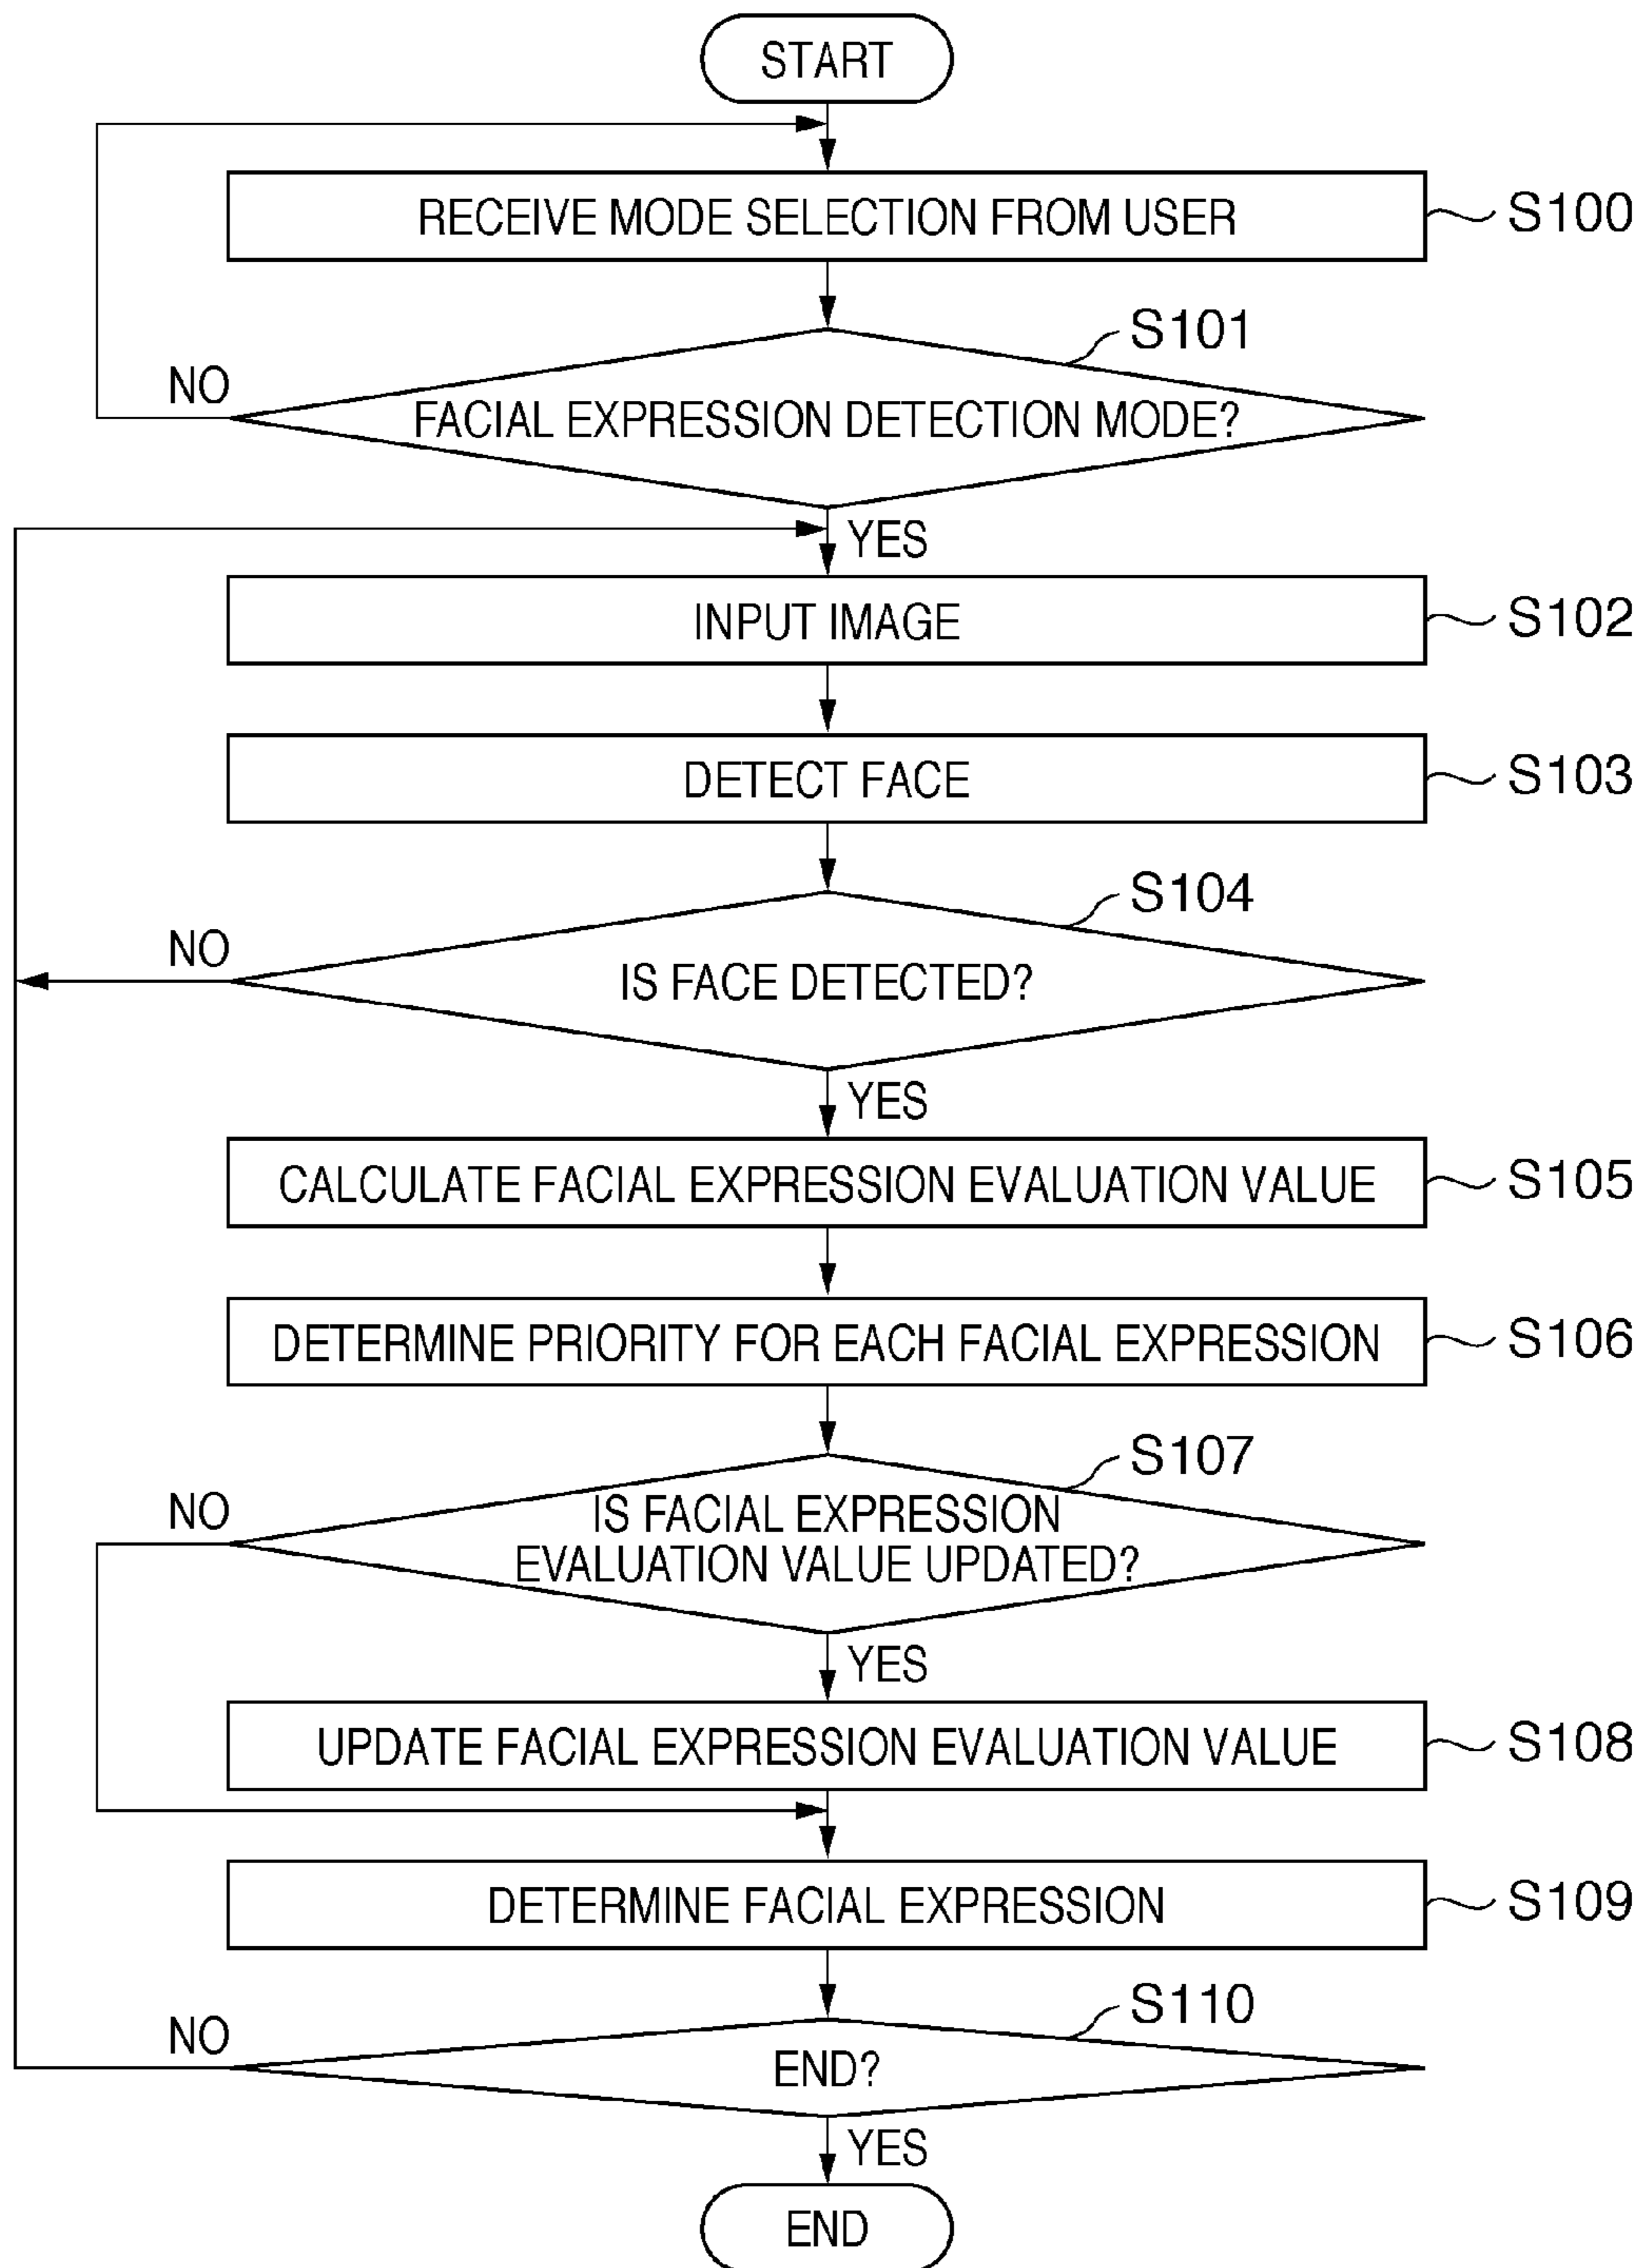 START
RECEIVE MODE SELECTION FROM USER
S100
S101
NO
FACIAL EXPRESSION DETECTION MODE?
YES
INPUT IMAGE
S102
DETECT FACE
S103
S104
NO
IS FACE DETECTED?
YES
CALCULATE FACIAL EXPRESSION EVALUATION VALUE
S105
DETERMINE PRIORITY FOR EACH FACIAL EXPRESSION
S106
S107
NO
IS FACIAL EXPRESSION
EVALUATION VALUE UPDATED?
YES
UPDATE FACIAL EXPRESSION EVALUATION VALUE
S108
DETERMINE FACIAL EXPRESSION
S109
S110
NO
END?
YES
END